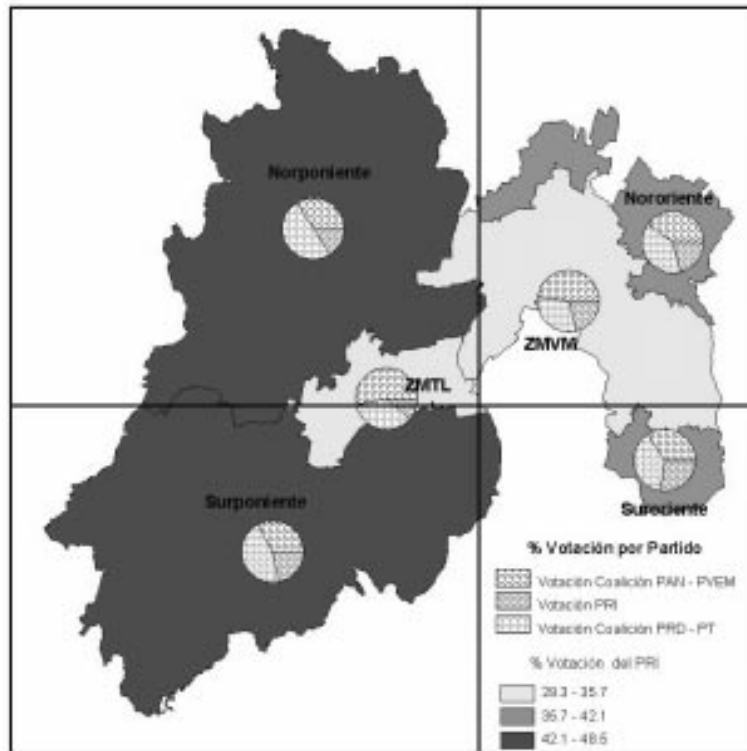 Norponiente
Nororiente
ZMVM
ZMTL
Surponiente
Suroriente
% Votación por Partido
Votación Coalición PAN - PVEM
Votación PRI
Votación Coalición PRD - PT
% Votación del PRI
29.3 - 35.7
35.7 - 42.1
42.1 - 48.5